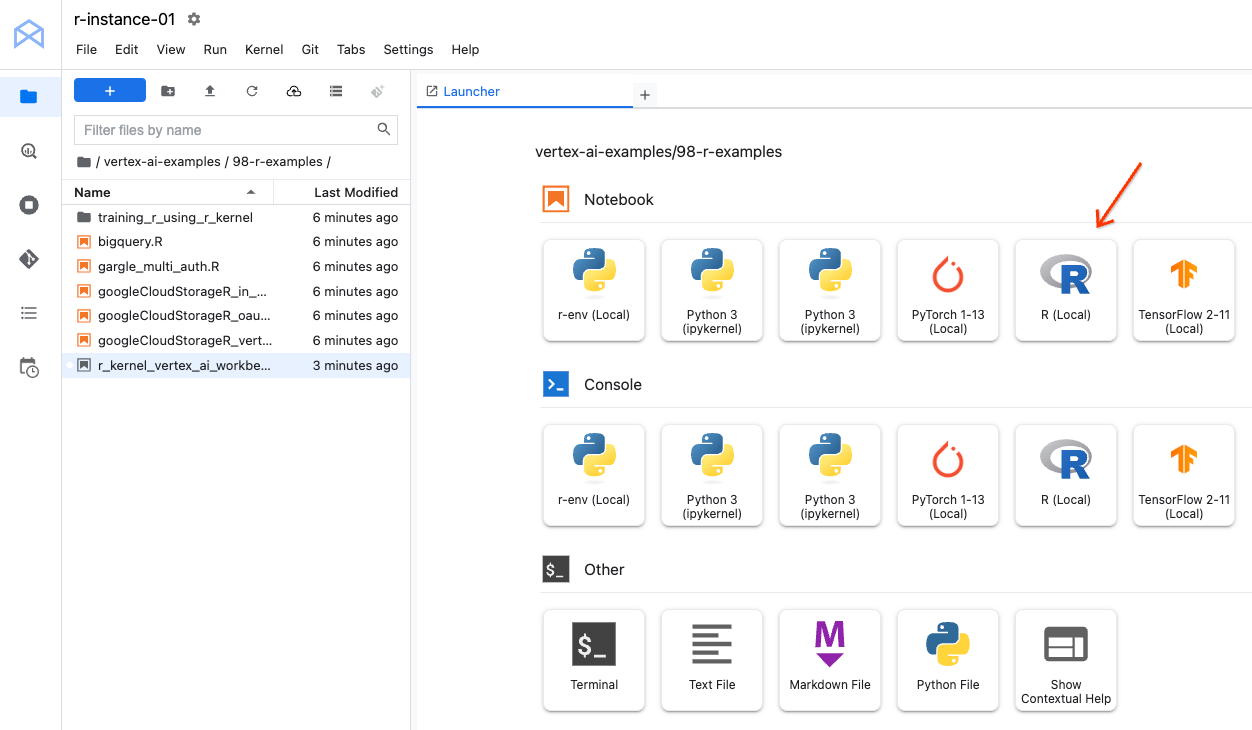 r-instance-01
File Edit View Run Kernel Git Tabs Settings Help
+
Launcher
+
Filter files by name
/ vertex-ai-examples / 98-r-examples /
Name Last Modified
training_r_using_r_kernel 6 minutes ago
bigquery.R 6 minutes ago
gargle_multi_auth.R 6 minutes ago
googleCloudStorageR_in_... 6 minutes ago
googleCloudStorageR_oau... 6 minutes ago
googleCloudStorageR_vert... 6 minutes ago
r_kernel_vertex_ai_workbe... 3 minutes ago
vertex-ai-examples/98-r-examples
Notebook
r-env (Local)
Python 3
(ipykernel)
Python 3
(ipykernel)
PyTorch 1-13
(Local)
R
R (Local)
TensorFlow 2-11
(Local)
>_
Console
r-env (Local)
Python 3
(ipykernel)
Python 3
(ipykernel)
PyTorch 1-13
(Local)
R
R (Local)
TensorFlow 2-11
(Local)
$_
Other
$_
Terminal
Text File
M
Markdown File
Python File
Show
Contextual Help